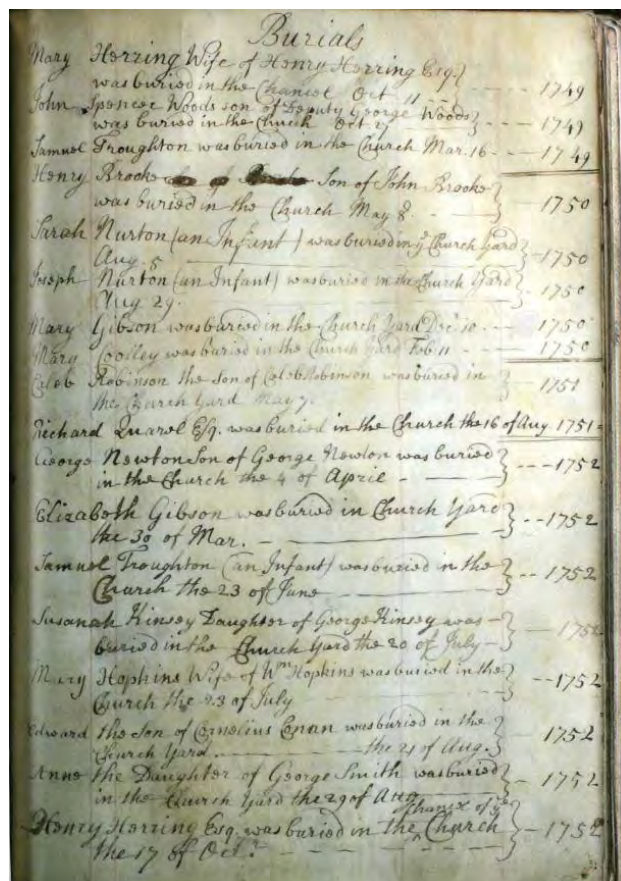 Burials
Mary Herring Wife of Henry Herring Esq.
was buried in the Chancel Oct 11 - - - - 1749
John Spencer Woods son of Deputy George Woods
was buried in the Church Oct 27 - - 1749
Samuel Troughton was buried in the Church Mar. 16 - - - 1749
Henry Brooke Son of John Brooke
was buried in the Church May 8. - 1750
Sarah Nurton (an Infant) was buried in ye Church Yard
Aug. 5 1750
Joseph Nurton (an Infant) was buried in the Church Yard
Aug 29. 1750
Mary Gibson was buried in the Church Yard Dec 10 - - - 1750
Mary Cooley was buried in the Church Yard Feb. 11 - 1750
Caleb Robinson the Son of Caleb Robinson was buried in
the Church Yard May 7. 1751
Richard Quarel Esq. was buried in the Church the 16 of Aug. 1751=
George Newton Son of George Newton was buried
in the Church the 4 of April - - - - 1752
Elizabeth Gibson was buried in Church Yard
the 30 of Mar. - - - 1752
Samuel Troughton (an Infant) was buried in the
Church the 23 of June - - 1752
Susanah Kinsey Daughter of George Kinsey was -
buried in the Church Yard the 20 of July - - 1752
Mary Hopkins Wife of Wm Hopkins was buried in the
Church the 23 of July - - 1752
Edward the Son of Cornelius was buried in the
Church Yard the 21 of Aug. 1752
Anne the Daughter of George Smith was buried
in the Church Yard the 29 of Aug 1752
Chancel of ye
Henry Herring Esq. was buried in the Church
the 17 of Oct. - - - - - - 1752